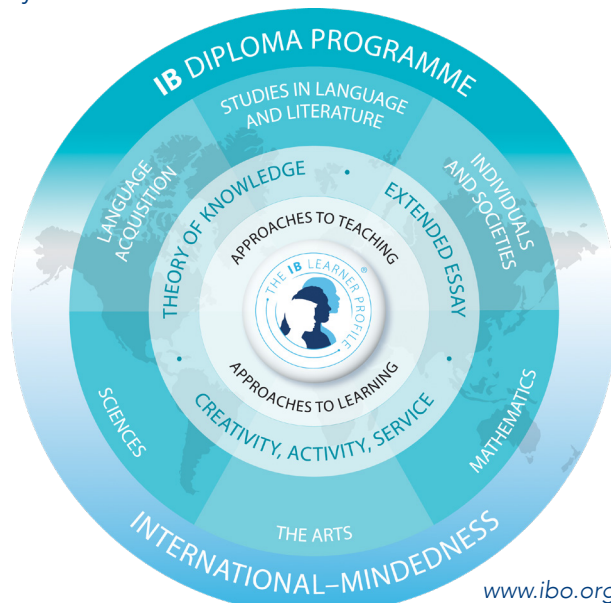 IB DIPLOMA PROGRAMME
STUDIES IN LANGUAGE
AND LITERATURE
LANGUAGE
ACQUISITION
INDIVIDUALS
AND SOCIETIES
THEORY OF KNOWLEDGE
•
EXTENDED ESSAY
APPROACHES TO TEACHING
THE IB LEARNER PROFILE®
APPROACHES TO LEARNING
•
CREATIVITY, ACTIVITY, SERVICE
•
SCIENCES
MATHEMATICS
THE ARTS
INTERNATIONAL–MINDEDNESS
www.ibo.org